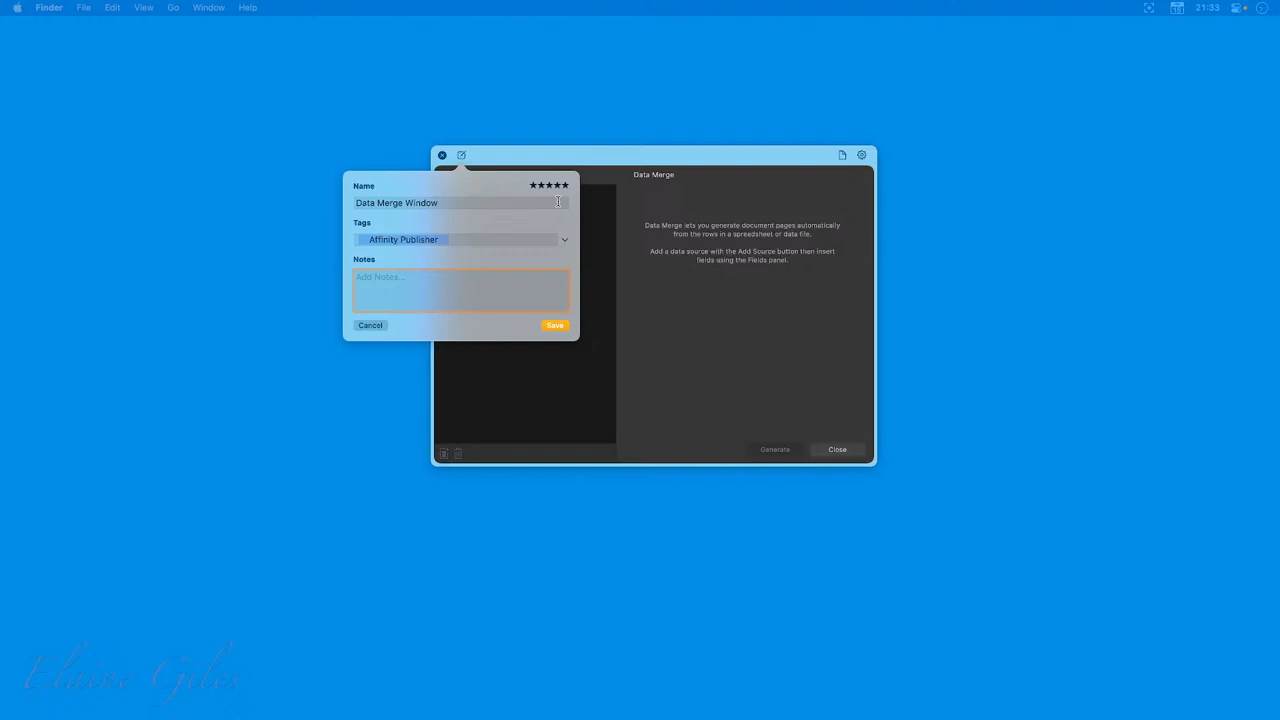 Finder File Edit View Go Window Help
21:33
Data Merge
Name ★★★★★
Data Merge Window
Tags
Affinity Publisher
Notes
Add Notes...
Cancel Save
Data Merge lets you generate document pages automatically
from the rows in a spreadsheet or data file.
Add a data source with the Add Source button then insert
fields using the Fields panel.
Generate Close
Elaine Giles